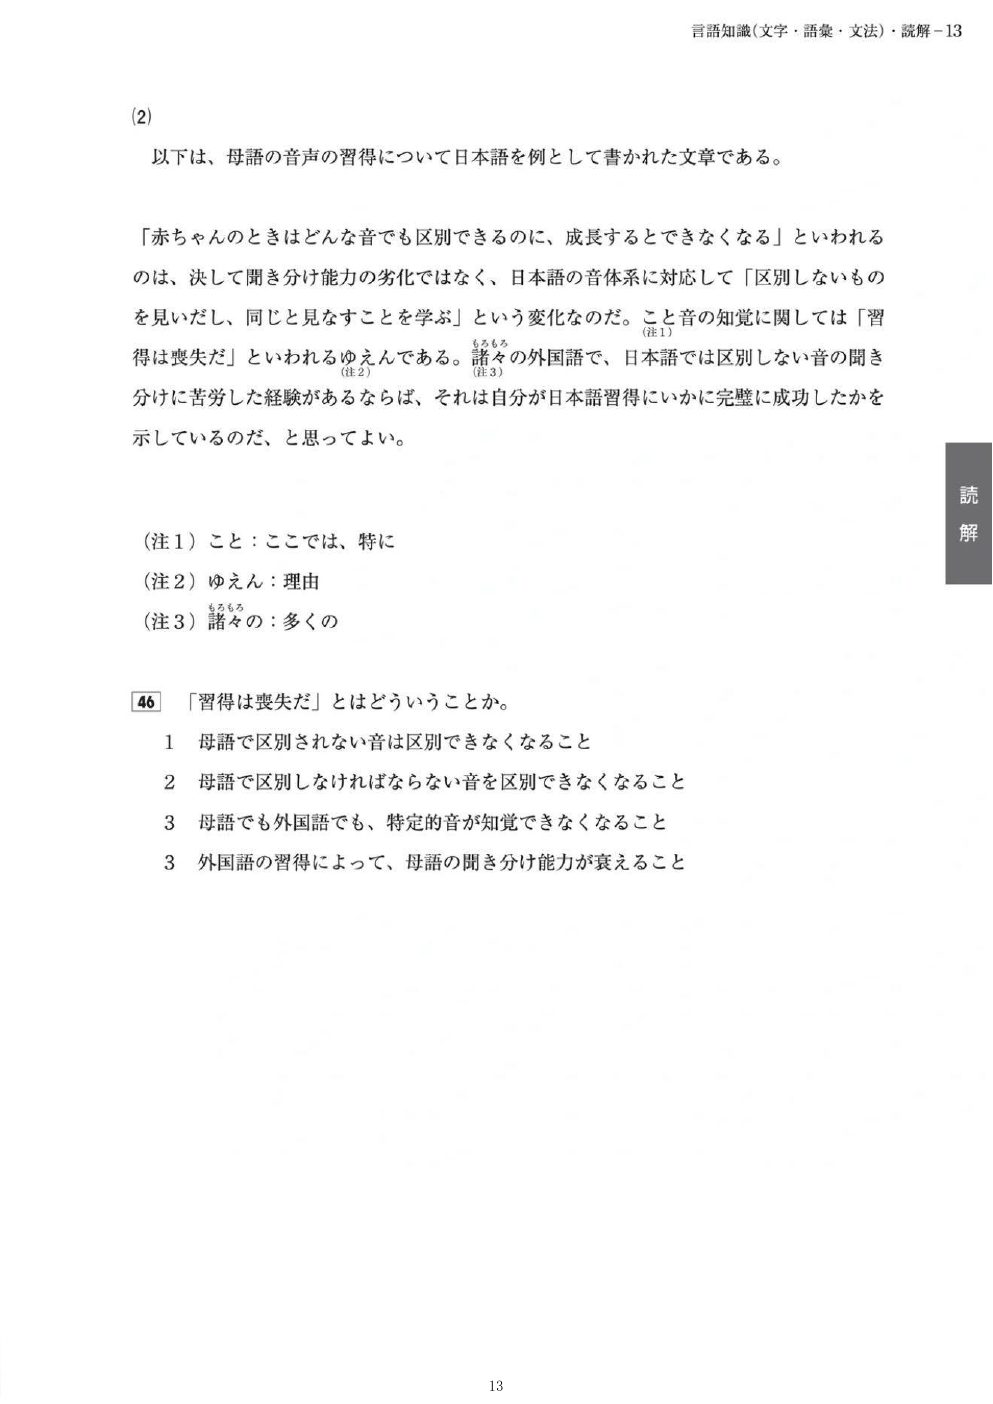 言語知識(文字・語彙・文法)・読解－13
(2)
以下は、母語の音声の習得について日本語を例として書かれた文章である。
「赤ちゃんのときはどんな音でも区別できるのに、成長するとできなくなる」といわれる
のは、決して聞き分け能力の劣化ではなく、日本語の音体系に対応して「区別しないもの
を見いだし、同じと見なすことを学ぶ」という変化なのだ。こと音の知覚に関しては「習
(注1)
得は喪失だ」といわれるゆえんである。諸々の外国語で、日本語では区別しない音の聞き
もろもろ
(注2)
(注3)
分けに苦労した経験があるならば、それは自分が日本語習得にいかに完璧に成功したかを
示しているのだ、と思ってよい。
読解
(注1)こと：ここでは、特に
(注2)ゆえん：理由
もろもろ
(注3)諸々の：多くの
46 「習得は喪失だ」とはどういうことか。
1 母語で区別されない音は区別できなくなること
2 母語で区別しなければならない音を区別できなくなること
3 母語でも外国語でも、特定的音が知覚できなくなること
3 外国語の習得によって、母語の聞き分け能力が衰えること
13